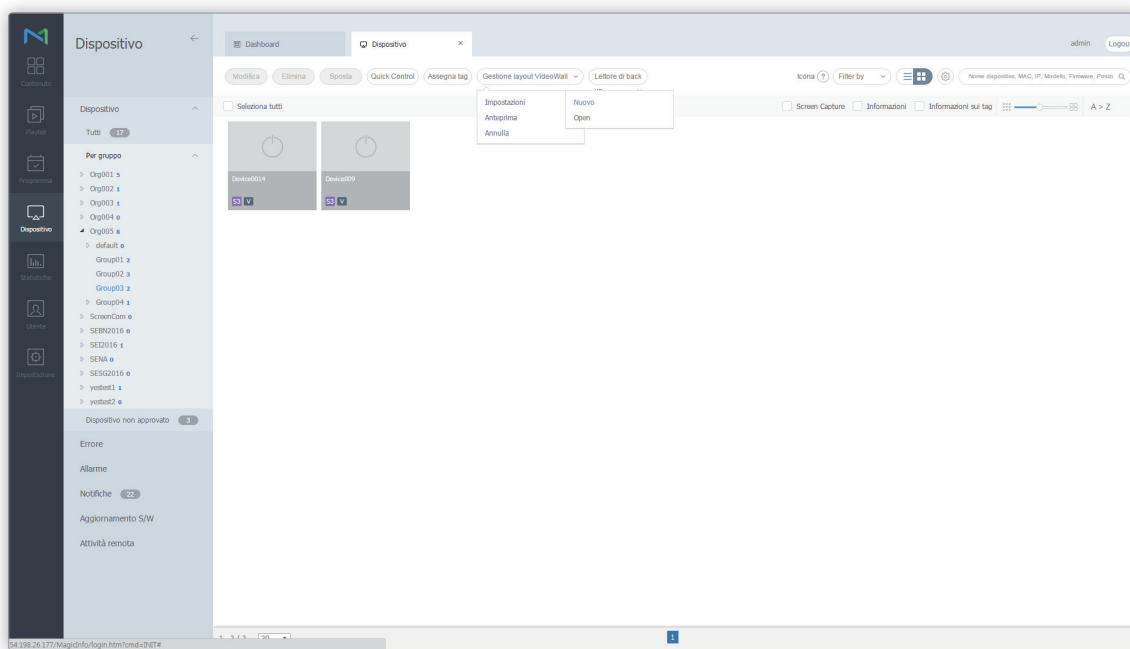 Dispositivo
Dashboard
Dispositivo
admin
Logout
Contenuto
Playlist
Programma
Dispositivo
Statistiche
Utente
Impostazione
Modifica
Elimina
Sposta
Quick Control
Assegna tag
Gestione layout VideoWall
Lettore di back
Icona
?
Filter by
Nome dispositivo, MAC, IP, Modello, Firmware, Posizi
Seleziona tutti
Screen Capture
Informazioni
Informazioni sui tag
A > Z
Impostazioni
Anteprima
Annulla
Nuovo
Open
Dispositivo
Tutti 17
Per gruppo
Org001 5
Org002 1
Org003 1
Org004 0
Org005 8
default 0
Group01 2
Group02 3
Group03 2
Group04 1
ScreenCom 0
SEBN2016 0
SEI2016 1
SENA 0
SESG2016 0
yestest1 1
yestest2 0
Dispositivo non approvato 3
Errore
Allarme
Notifiche 22
Aggiornamento S/W
Attività remota
Device0014
S3 V
Device009
S3 V
1
54.198.26.177/MagicInfo/login.htm?cmd=INIT#